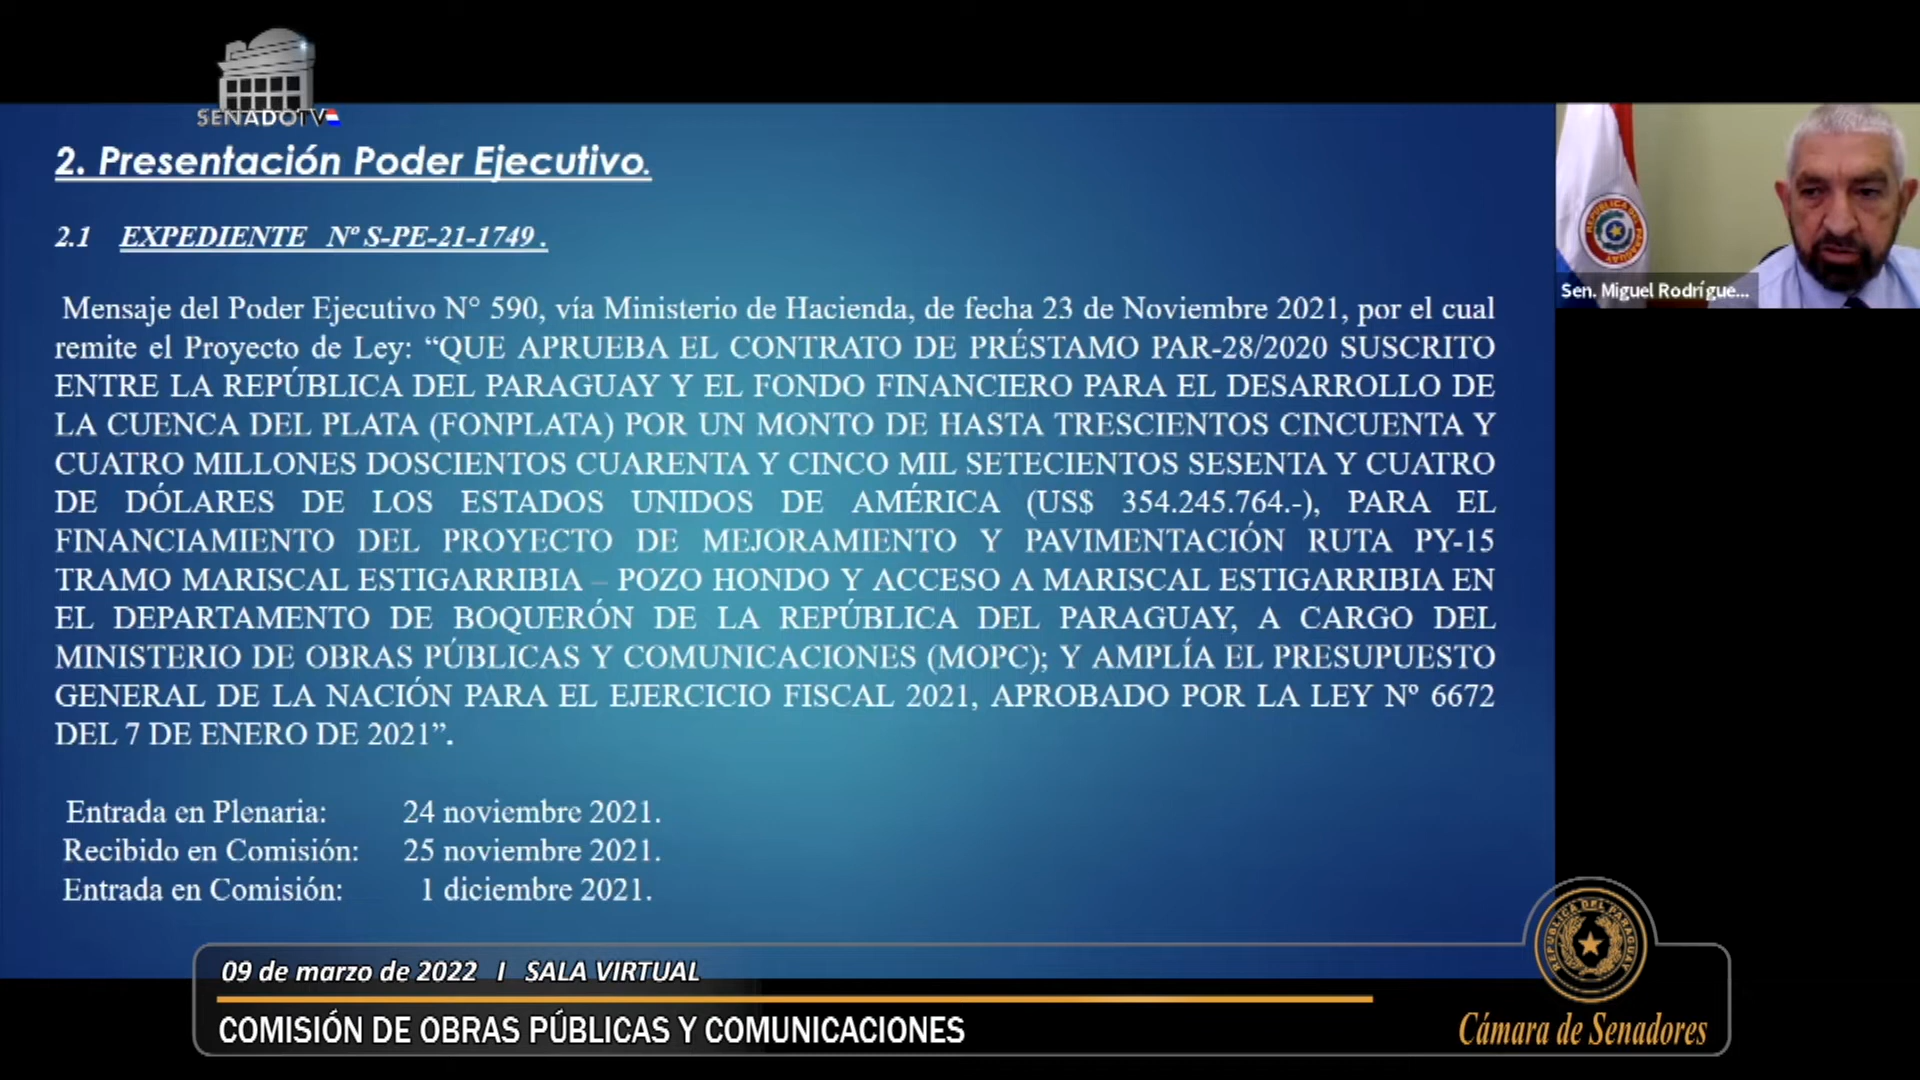 SENADOTV
2. Presentación Poder Ejecutivo.
2.1 EXPEDIENTE Nº S-PE-21-1749.
Mensaje del Poder Ejecutivo N° 590, vía Ministerio de Hacienda, de fecha 23 de Noviembre 2021, por el cual
remite el Proyecto de Ley: “QUE APRUEBA EL CONTRATO DE PRÉSTAMO PAR-28/2020 SUSCRITO
ENTRE LA REPÚBLICA DEL PARAGUAY Y EL FONDO FINANCIERO PARA EL DESARROLLO DE
LA CUENCA DEL PLATA (FONPLATA) POR UN MONTO DE HASTA TRESCIENTOS CINCUENTA Y
CUATRO MILLONES DOSCIENTOS CUARENTA Y CINCO MIL SETECIENTOS SESENTA Y CUATRO
DE DÓLARES DE LOS ESTADOS UNIDOS DE AMÉRICA (US$ 354.245.764.-), PARA EL
FINANCIAMIENTO DEL PROYECTO DE MEJORAMIENTO Y PAVIMENTACIÓN RUTA PY-15
TRAMO MARISCAL ESTIGARRIBIA – POZO HONDO Y ACCESO A MARISCAL ESTIGARRIBIA EN
EL DEPARTAMENTO DE BOQUERÓN DE LA REPÚBLICA DEL PARAGUAY, A CARGO DEL
MINISTERIO DE OBRAS PÚBLICAS Y COMUNICACIONES (MOPC); Y AMPLÍA EL PRESUPUESTO
GENERAL DE LA NACIÓN PARA EL EJERCICIO FISCAL 2021, APROBADO POR LA LEY Nº 6672
DEL 7 DE ENERO DE 2021”.
Entrada en Plenaria: 24 noviembre 2021.
Recibido en Comisión: 25 noviembre 2021.
Entrada en Comisión: 1 diciembre 2021.
REPUBLICA DEL PARAGUAY
Sen. Miguel Rodrígue...
09 de marzo de 2022 I SALA VIRTUAL
COMISIÓN DE OBRAS PÚBLICAS Y COMUNICACIONES
REPUBLICA DEL PARAGUAY
Cámara de Senadores